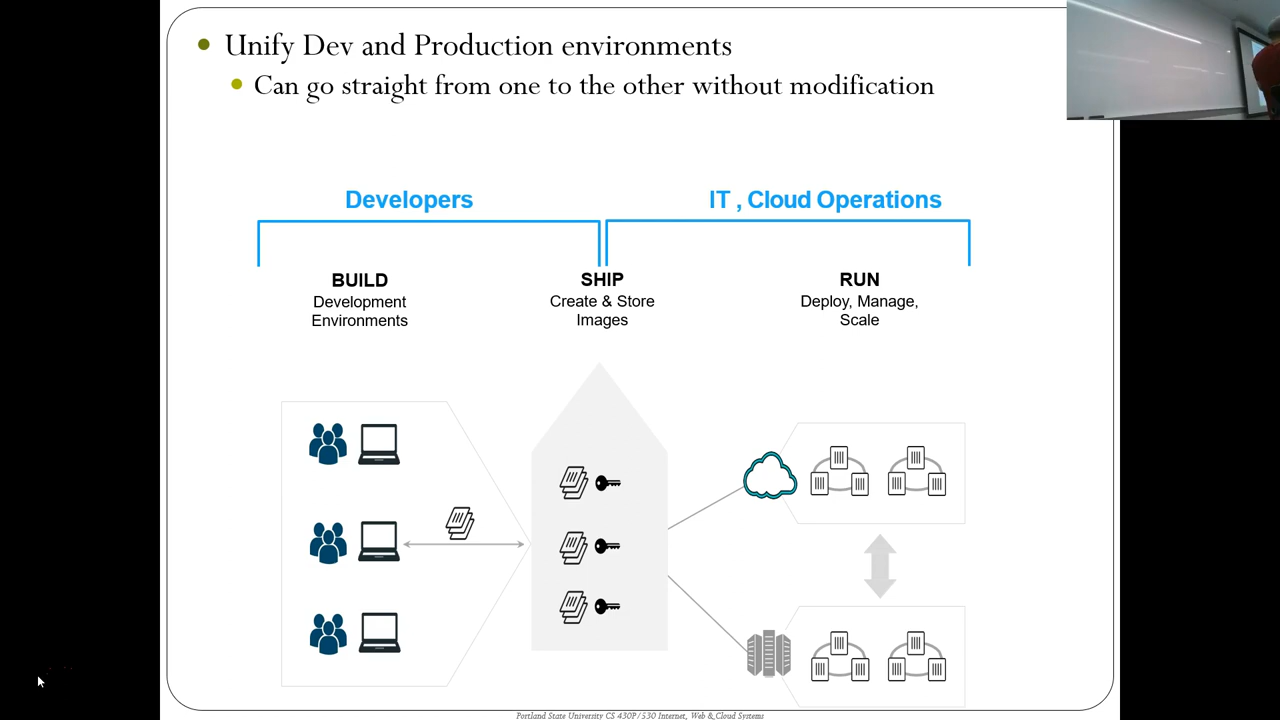 Unify Dev and Production environments
Can go straight from one to the other without modification
Developers
IT , Cloud Operations
BUILD
Development
Environments
SHIP
Create & Store
Images
RUN
Deploy, Manage,
Scale
Portland State University CS 430P/530 Internet, Web & Cloud Systems